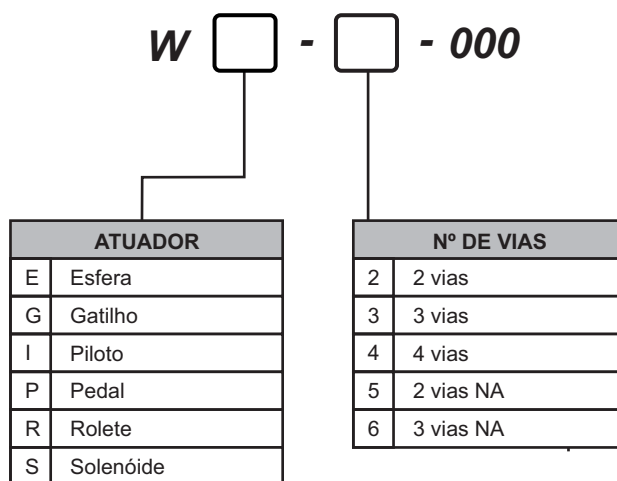 W - - 000
ATUADOR
E Esfera
G Gatilho
I Piloto
P Pedal
R Rolete
S Solenóide
Nº DE VIAS
2 2 vias
3 3 vias
4 4 vias
5 2 vias NA
6 3 vias NA